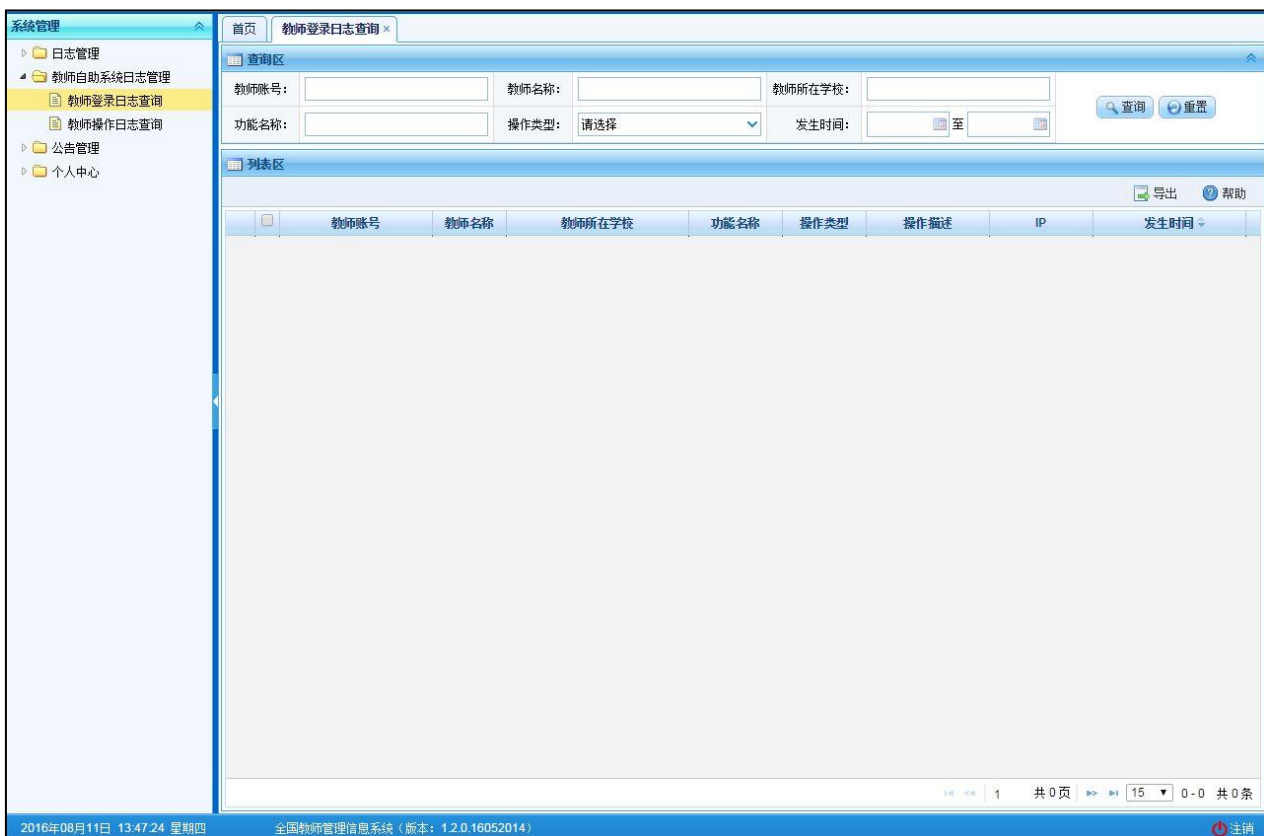 系统管理
日志管理
教师自助系统日志管理
教师登录日志查询
教师操作日志查询
公告管理
个人中心
首页 教师登录日志查询 ×
查询区
教师账号： 教师名称： 教师所在学校：
功能名称： 操作类型： 请选择 发生时间： 至
查询 重置
列表区
导出 帮助
教师账号 教师名称 教师所在学校 功能名称 操作类型 操作描述 IP 发生时间
1 共0页 15 0-0 共0条
2016年08月11日 13:47:24 星期四 全国教师管理信息系统（版本：1.2.0.16052014） 注销